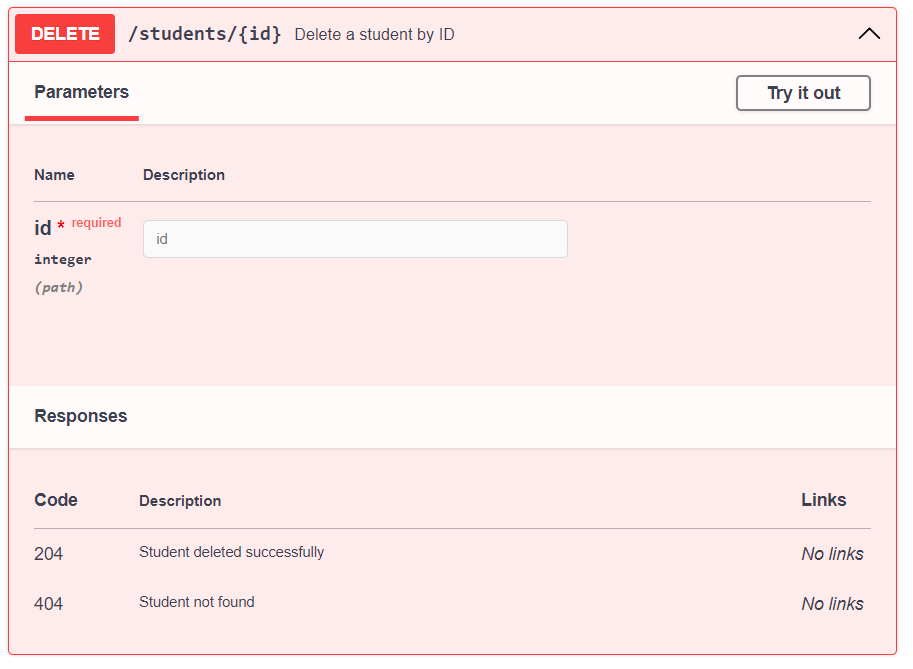 DELETE /students/{id} Delete a student by ID
Parameters Try it out
Name Description
id * required id
integer
(path)
Responses
Code Description Links
204 Student deleted successfully No links
404 Student not found No links